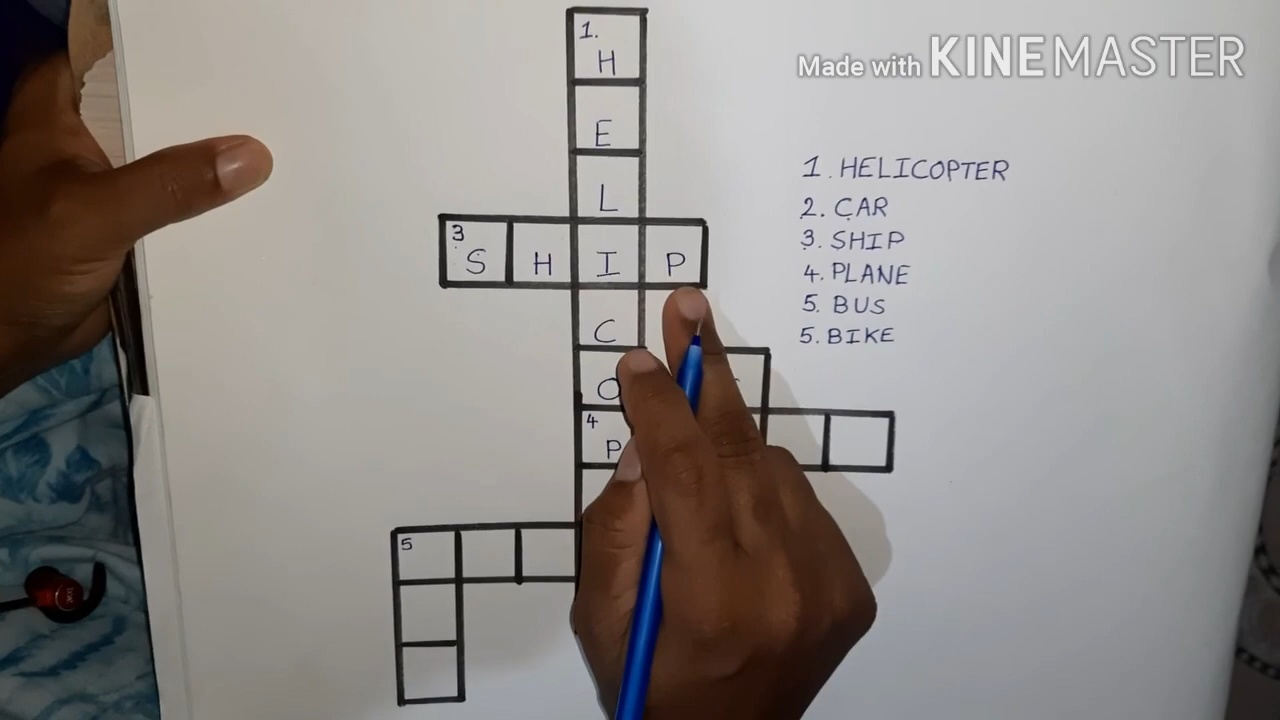 Made with KINEMASTER
1.
H
E
L
3 S H I P
C
O
4
P
5
1. HELICOPTER
2. CAR
3. SHIP
4. PLANE
5. BUS
5. BIKE